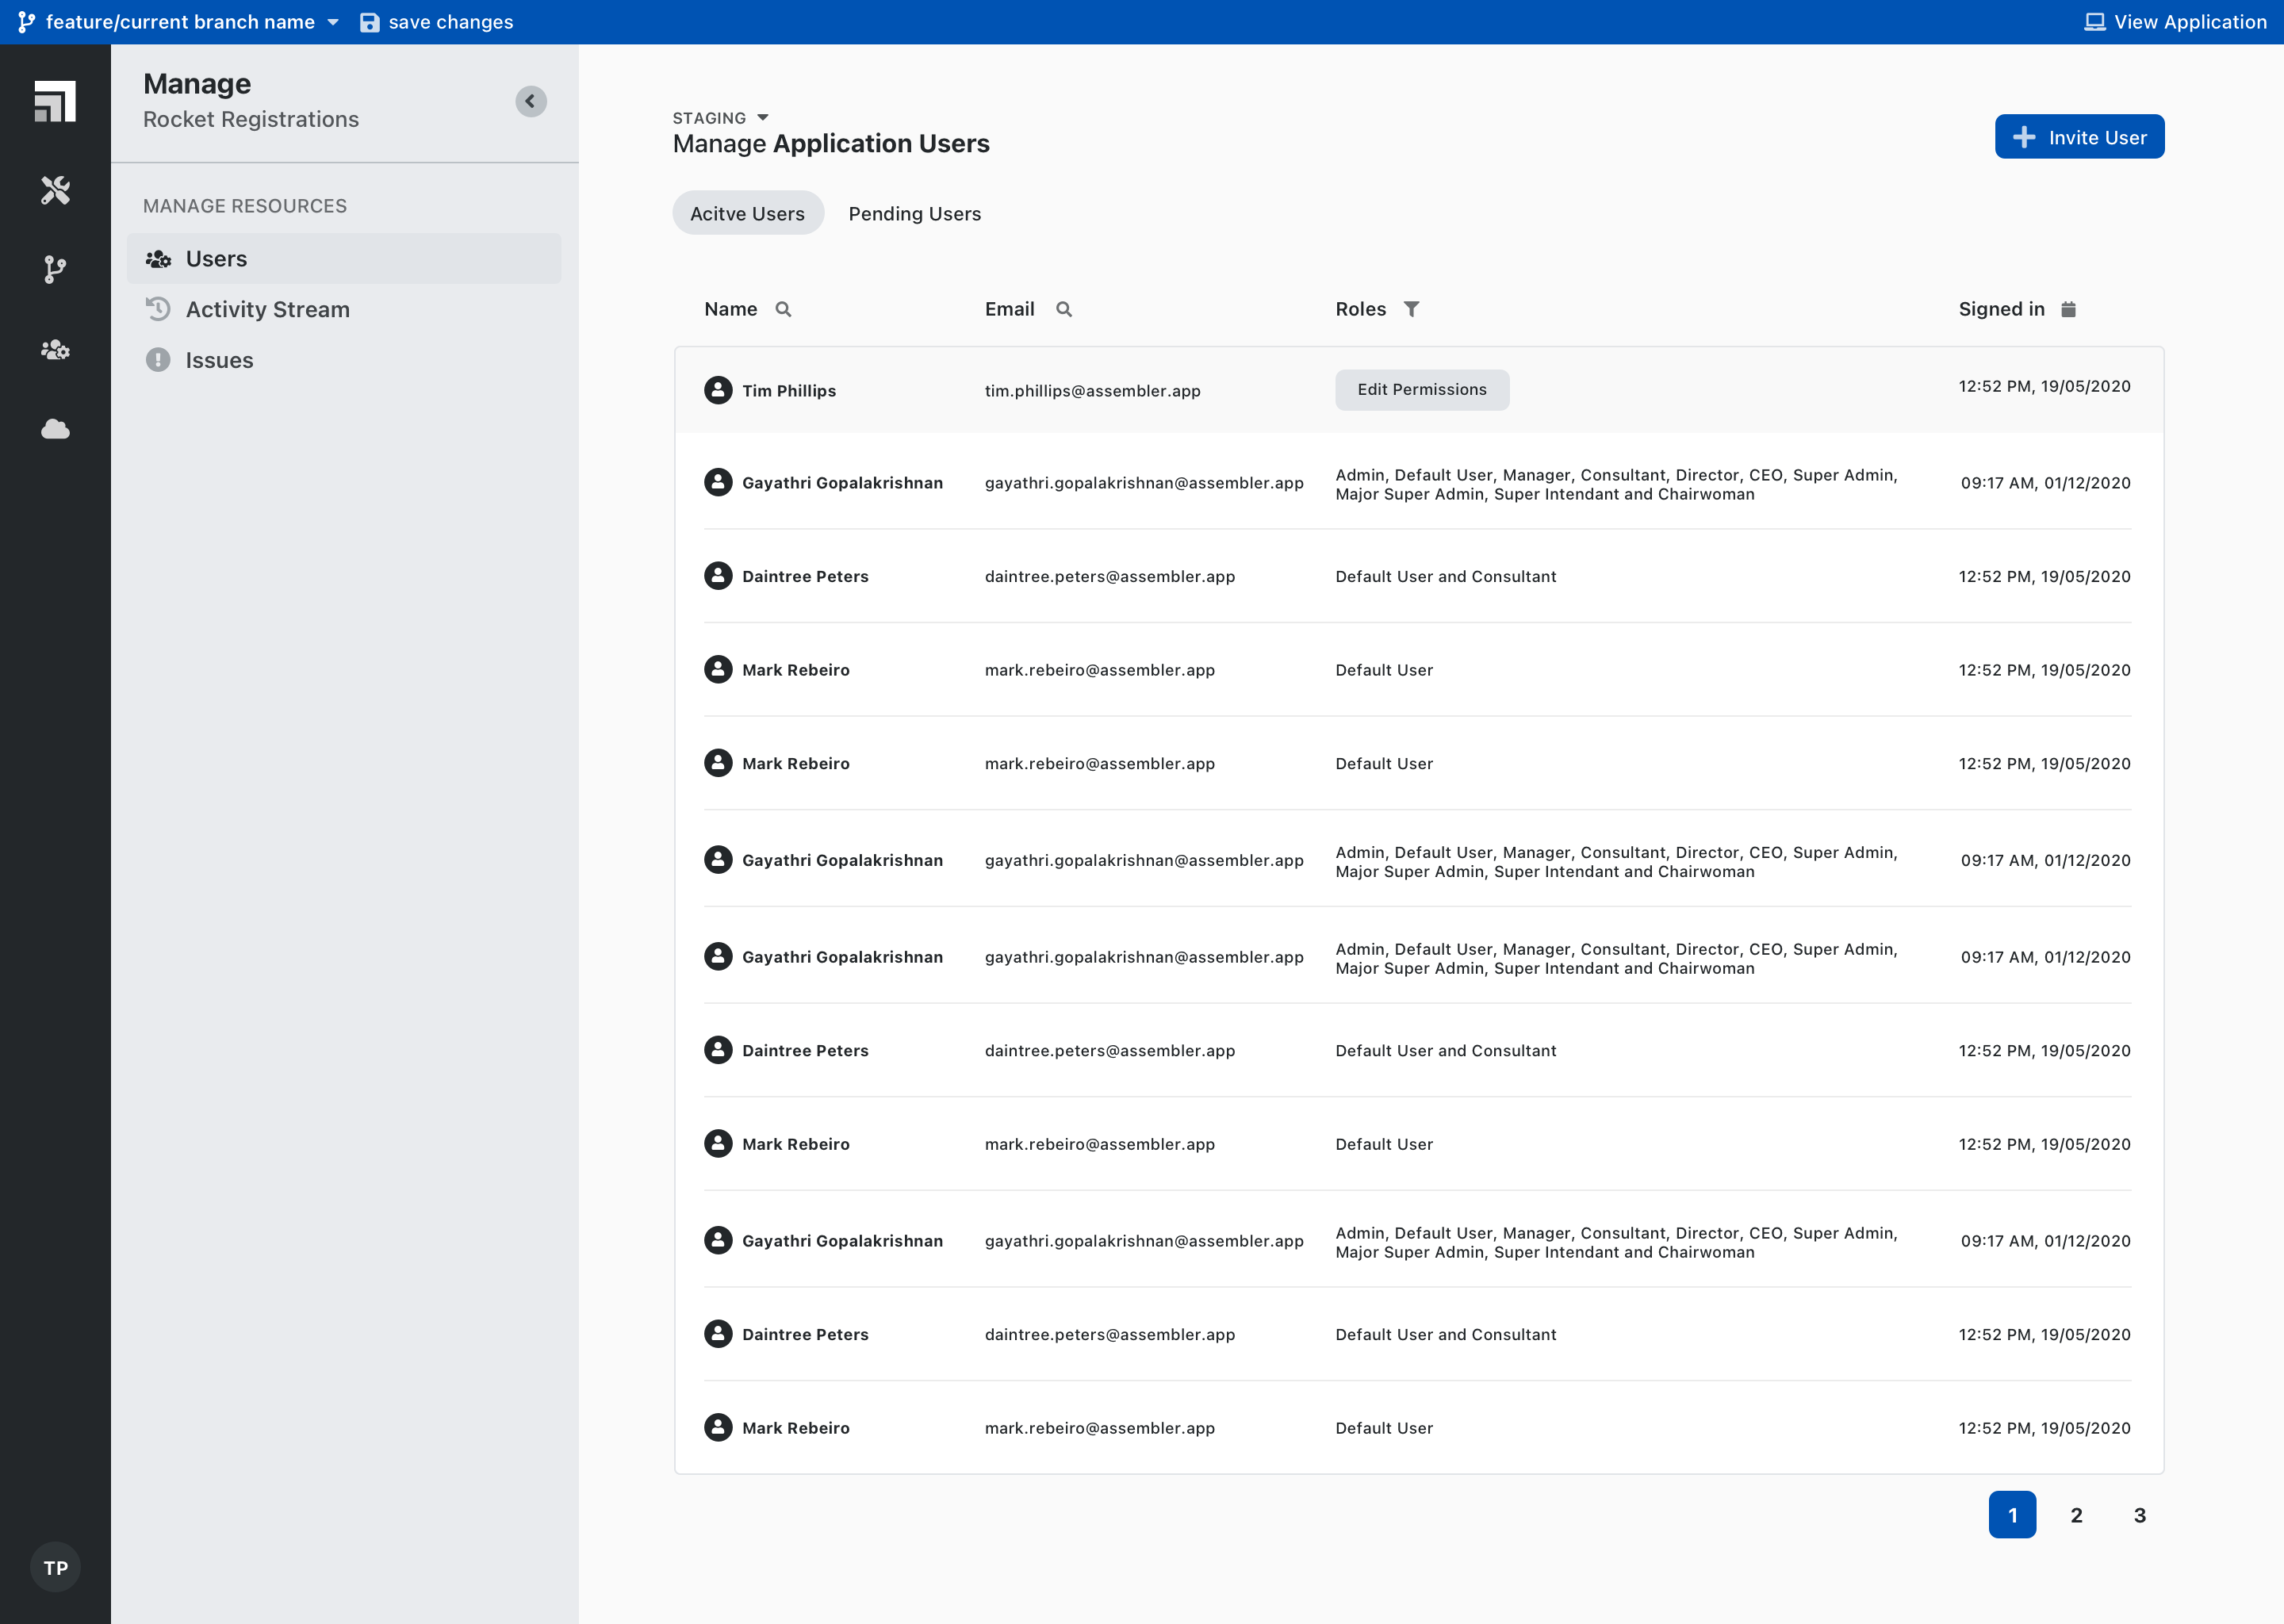 feature/current branch name save changes View Application
Manage
Rocket Registrations
MANAGE RESOURCES
Users
Activity Stream
Issues
TP
STAGING
Manage Application Users
Invite User
Acitve Users Pending Users
Name Email Roles Signed in
Tim Phillips tim.phillips@assembler.app Edit Permissions 12:52 PM, 19/05/2020
Gayathri Gopalakrishnan gayathri.gopalakrishnan@assembler.app Admin, Default User, Manager, Consultant, Director, CEO, Super Admin, 09:17 AM, 01/12/2020
Major Super Admin, Super Intendant and Chairwoman
Daintree Peters daintree.peters@assembler.app Default User and Consultant 12:52 PM, 19/05/2020
Mark Rebeiro mark.rebeiro@assembler.app Default User 12:52 PM, 19/05/2020
Mark Rebeiro mark.rebeiro@assembler.app Default User 12:52 PM, 19/05/2020
Gayathri Gopalakrishnan gayathri.gopalakrishnan@assembler.app Admin, Default User, Manager, Consultant, Director, CEO, Super Admin, 09:17 AM, 01/12/2020
Major Super Admin, Super Intendant and Chairwoman
Gayathri Gopalakrishnan gayathri.gopalakrishnan@assembler.app Admin, Default User, Manager, Consultant, Director, CEO, Super Admin, 09:17 AM, 01/12/2020
Major Super Admin, Super Intendant and Chairwoman
Daintree Peters daintree.peters@assembler.app Default User and Consultant 12:52 PM, 19/05/2020
Mark Rebeiro mark.rebeiro@assembler.app Default User 12:52 PM, 19/05/2020
Gayathri Gopalakrishnan gayathri.gopalakrishnan@assembler.app Admin, Default User, Manager, Consultant, Director, CEO, Super Admin, 09:17 AM, 01/12/2020
Major Super Admin, Super Intendant and Chairwoman
Daintree Peters daintree.peters@assembler.app Default User and Consultant 12:52 PM, 19/05/2020
Mark Rebeiro mark.rebeiro@assembler.app Default User 12:52 PM, 19/05/2020
1 2 3